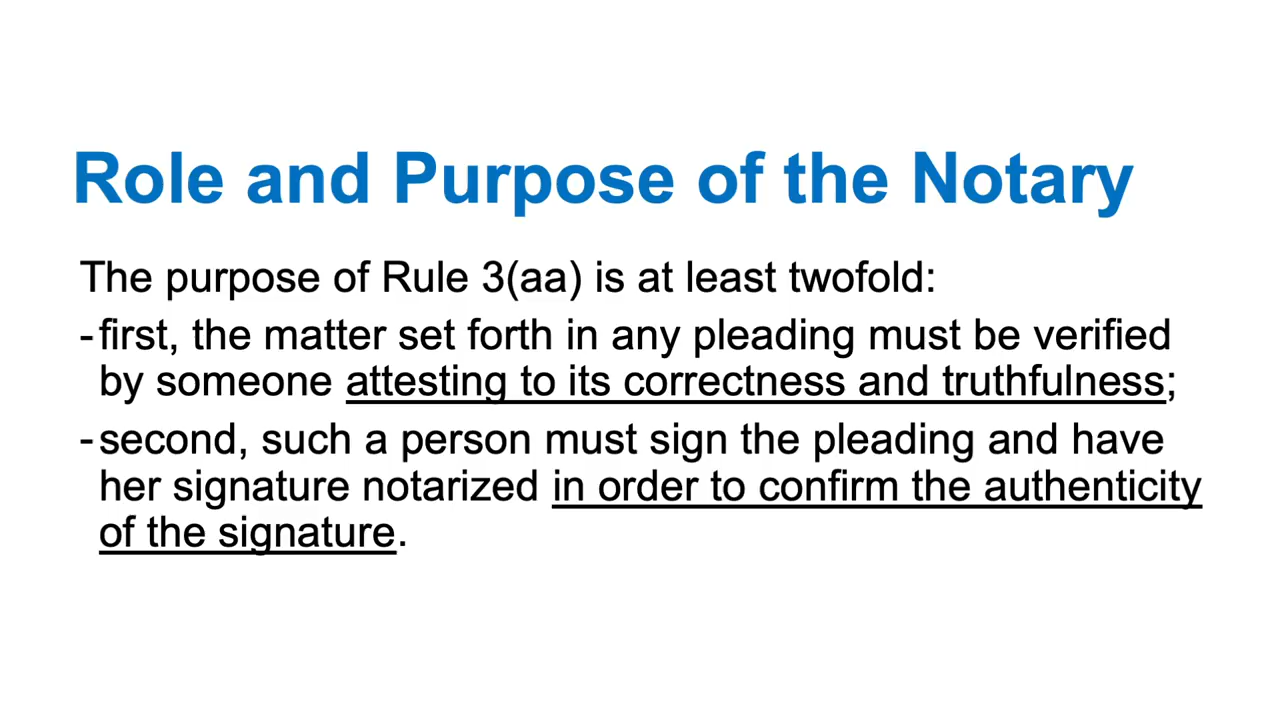 Role and Purpose of the Notary
The purpose of Rule 3(aa) is at least twofold:
-first, the matter set forth in any pleading must be verified
by someone attesting to its correctness and truthfulness;
-second, such a person must sign the pleading and have
her signature notarized in order to confirm the authenticity
of the signature.